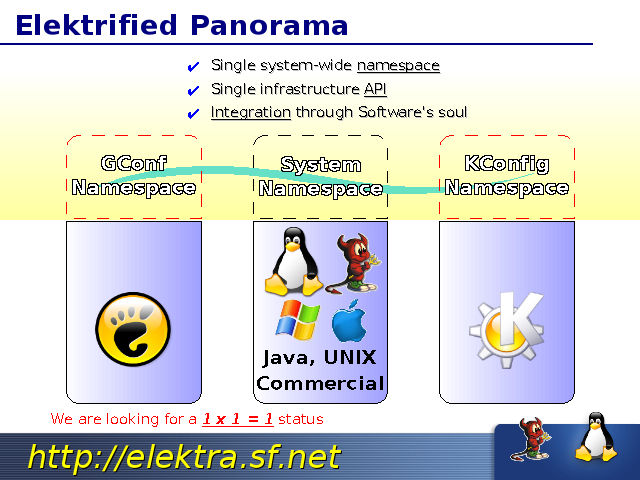 Elektrified Panorama
✔ Single system-wide namespace
✔ Single infrastructure API
✔ Integration through Software's soul
GConf
Namespace
System
Namespace
KConfig
Namespace
K
Java, UNIX
Commercial
We are looking for a 1 x 1 = 1 status
http://elektra.sf.net